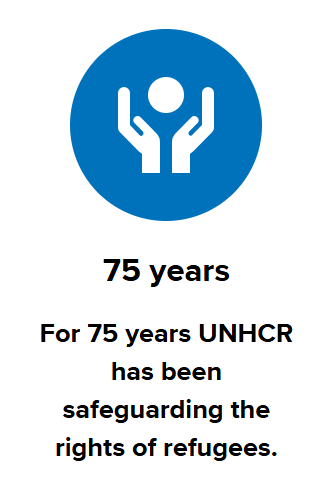 75 years
For 75 years UNHCR
has been
safeguarding the
rights of refugees.